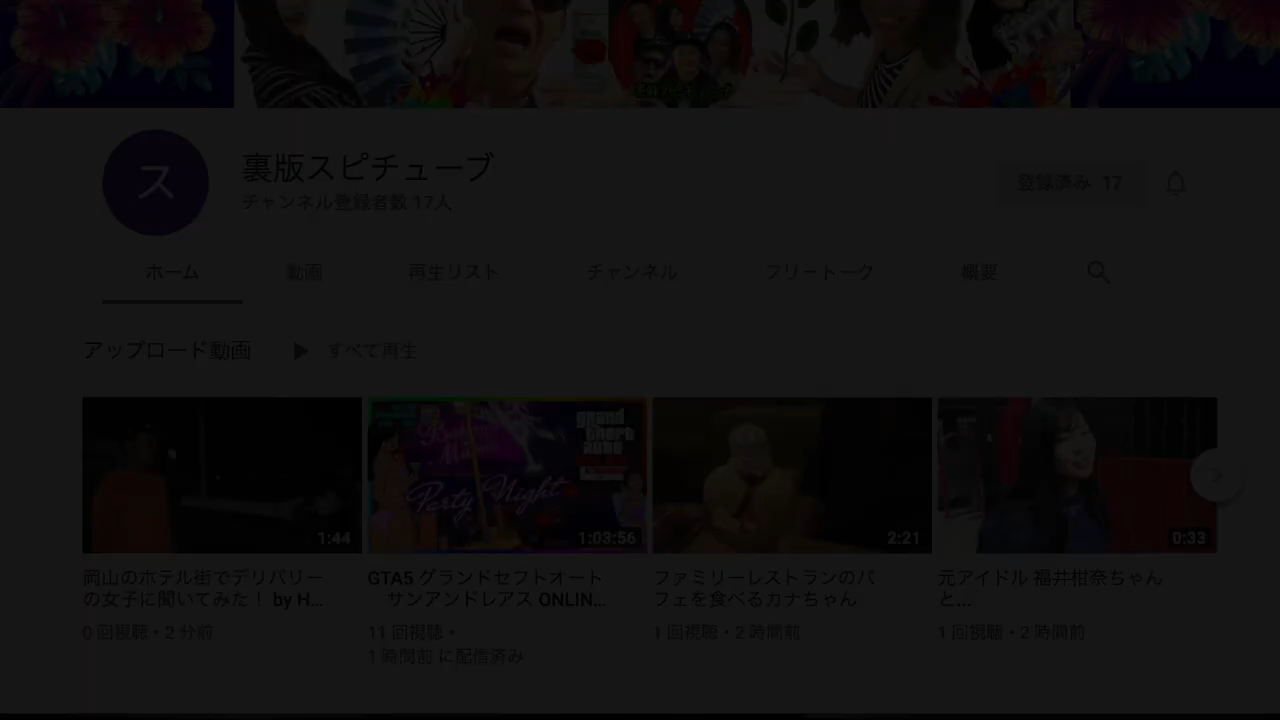 ス
裏版スピチューブ
チャンネル登録者数 17人
登録済み 17
ホーム 動画 再生リスト チャンネル フリートーク 概要
アップロード動画 すべて再生
grand
theft
auto
Party Night
1:44
1:03:56
2:21
0:33
岡山のホテル街でデリバリー
の女子に聞いてみた！ by H...
0 回視聴・2 分前
GTA5 グランドセフトオート
サンアンドレアス ONLIN...
11 回視聴・
1 時間前 に配信済み
ファミリーレストランのパ
フェを食べるカナちゃん
1 回視聴・2 時間前
元アイドル 福井柑奈ちゃん
と...
1 回視聴・2 時間前